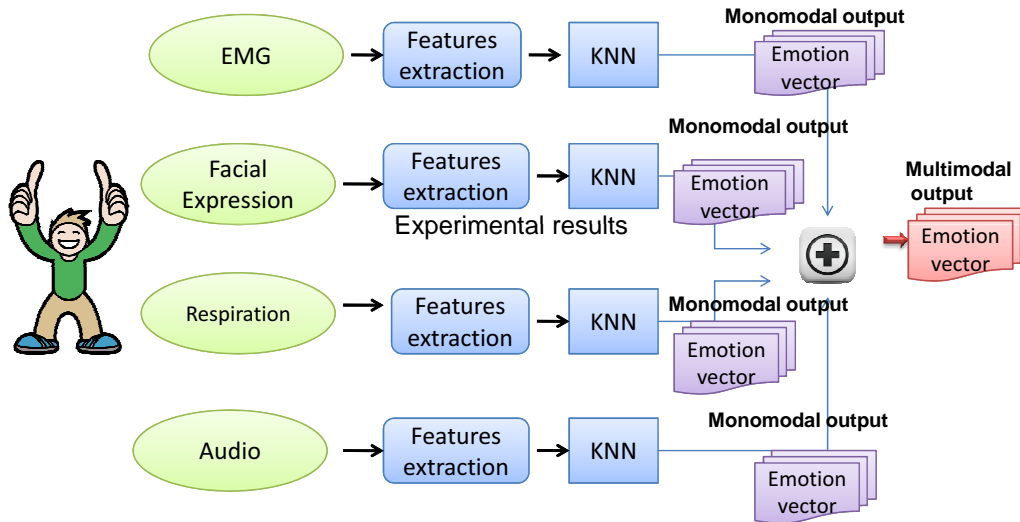 Monomodal output
EMG
Features
extraction
KNN
Emotion
vector
Monomodal output
Facial
Expression
Features
extraction
KNN
Emotion
vector
Multimodal
output
Emotion
vector
Experimental results
Respiration
Features
extraction
KNN
Monomodal output
Emotion
vector
Monomodal output
Audio
Features
extraction
KNN
Emotion
vector